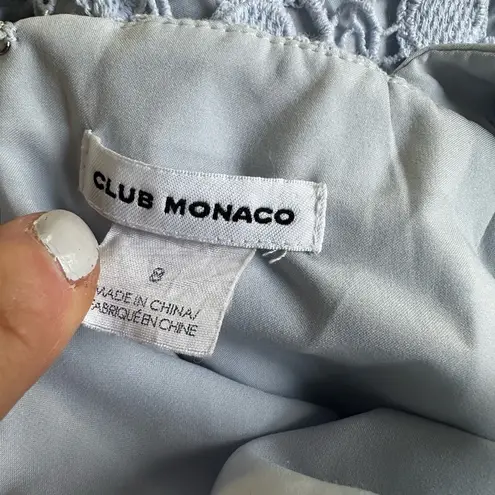 CLUB MONACO
8
MADE IN CHINA/
FABRIQUÉ EN CHINE